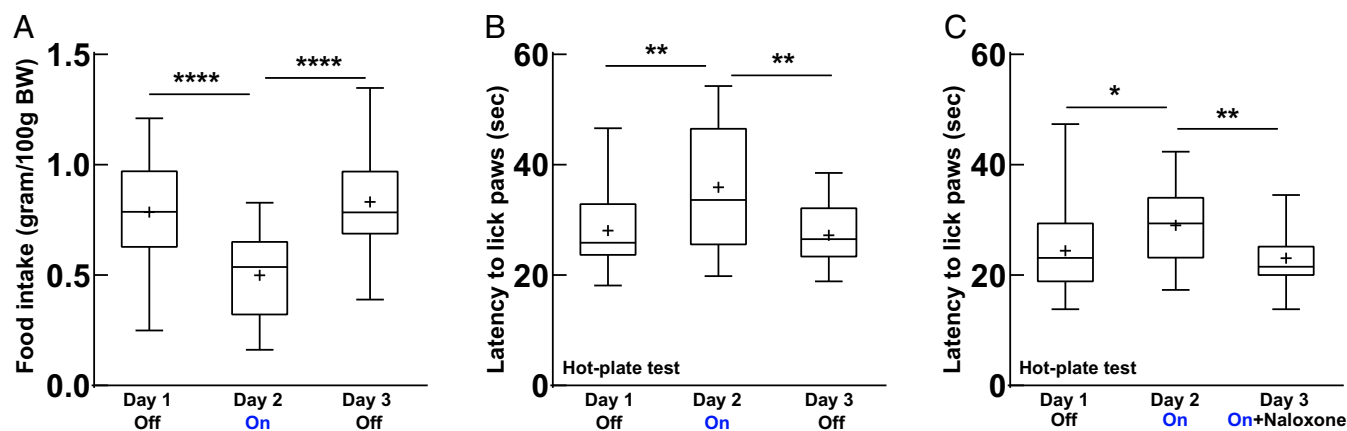 A
Food intake (gram/100g BW)
1.5
1.0
0.5
0.0
****
****
Day 1
Off
Day 2
On
Day 3
Off
B
Latency to lick paws (sec)
60
40
20
0
**
**
Hot-plate test
Day 1
Off
Day 2
On
Day 3
Off
C
Latency to lick paws (sec)
60
40
20
0
*
**
Hot-plate test
Day 1
Off
Day 2
On
Day 3
On+Naloxone